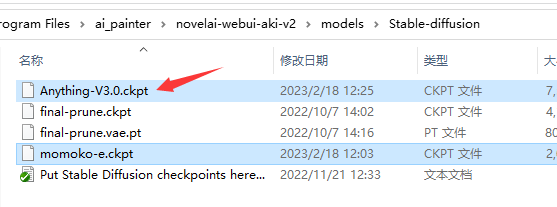 rogram Files > ai_painter > novelai-webui-aki-v2 > models > Stable-diffusion
名称 修改日期 类型 大小
Anything-V3.0.ckpt 2023/2/18 12:25 CKPT 文件 7,
final-prune.ckpt 2022/10/7 14:02 CKPT 文件 4,
final-prune.vae.pt 2022/10/7 14:16 PT 文件 80
momoko-e.ckpt 2023/2/18 12:03 CKPT 文件 2,
Put Stable Diffusion checkpoints here... 2022/11/21 12:33 文本文档